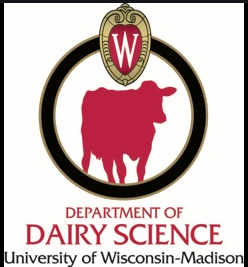 W
DEPARTMENT OF
DAIRY SCIENCE
University of Wisconsin-Madison